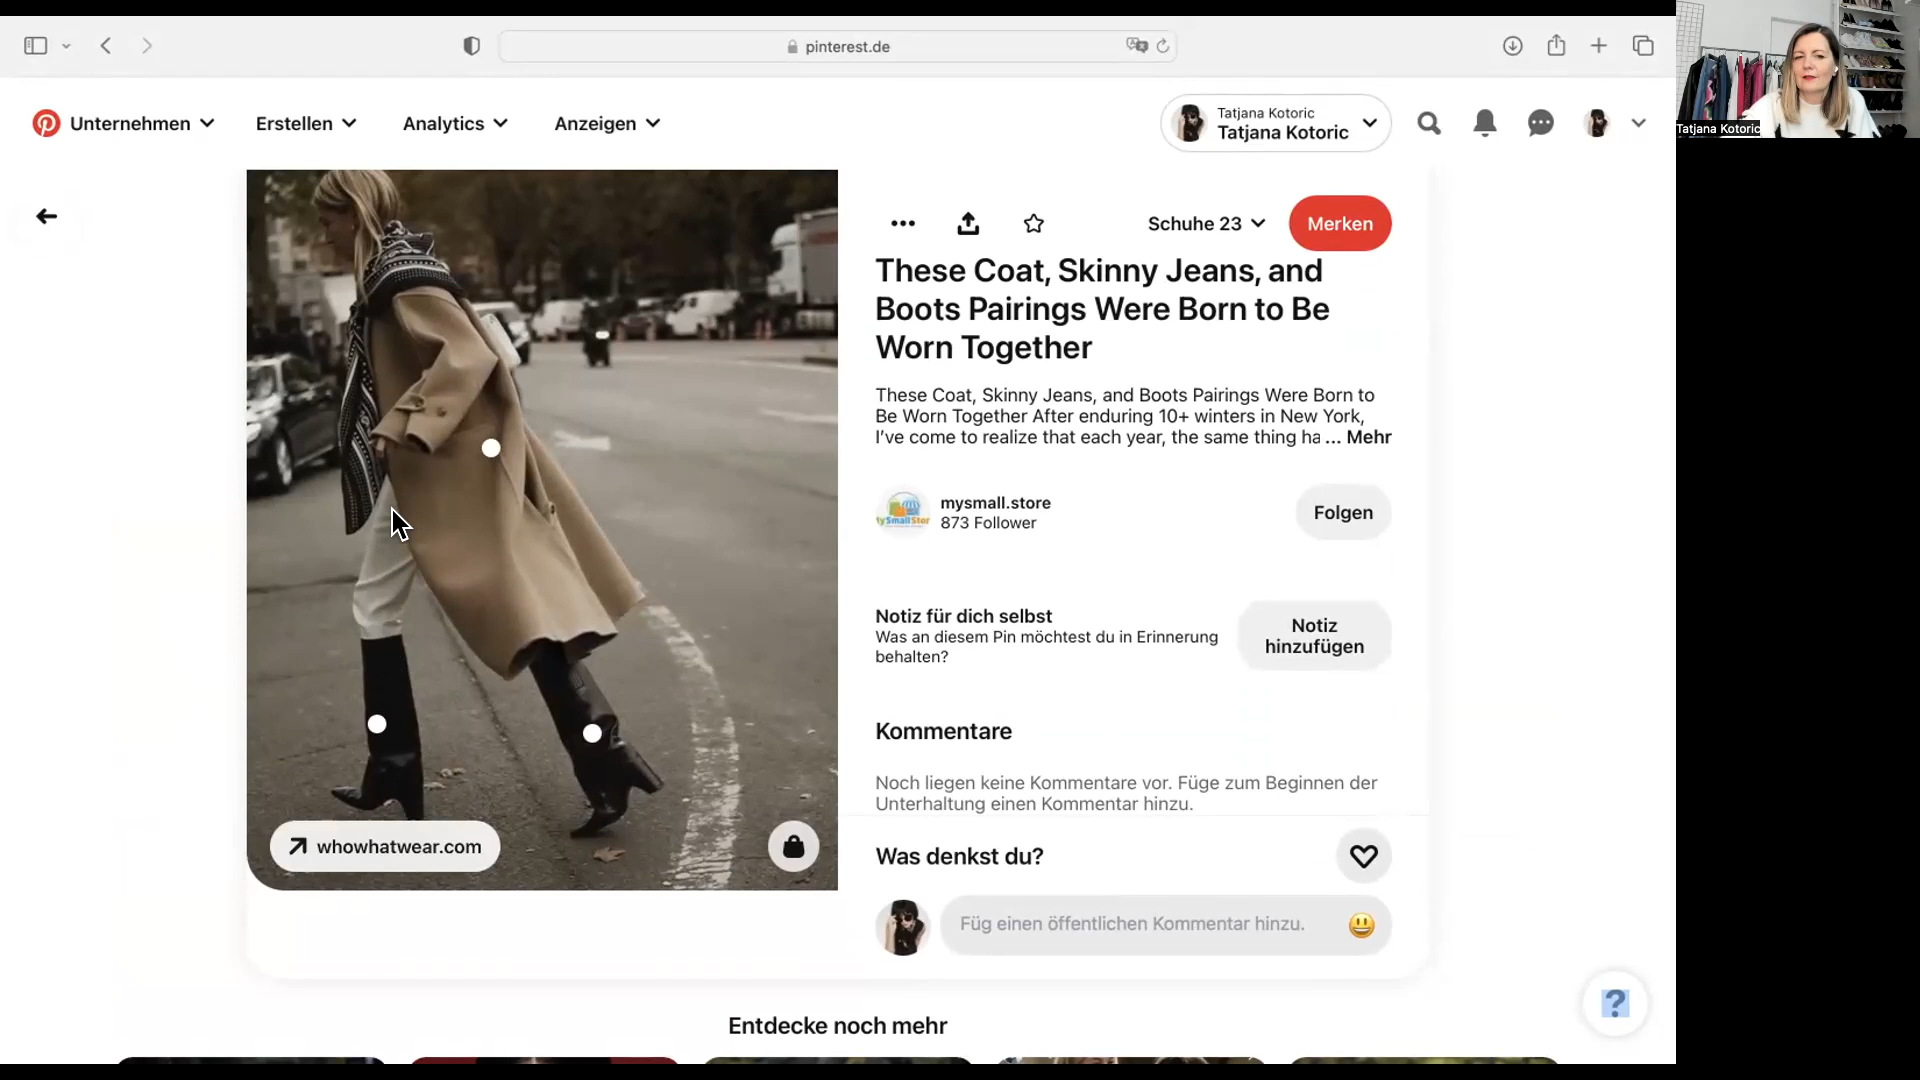 pinterest.de
Unternehmen
Erstellen
Analytics
Anzeigen
Tatjana Kotoric
Tatjana Kotoric
Tatjana Kotoric
Schuhe 23
Merken
These Coat, Skinny Jeans, and
Boots Pairings Were Born to Be
Worn Together
These Coat, Skinny Jeans, and Boots Pairings Were Born to
Be Worn Together After enduring 10+ winters in New York,
I've come to realize that each year, the same thing ha ... Mehr
mysmall.store
873 Follower
Folgen
Notiz für dich selbst
Was an diesem Pin möchtest du in Erinnerung
behalten?
Notiz
hinzufügen
Kommentare
Noch liegen keine Kommentare vor. Füge zum Beginnen der
Unterhaltung einen Kommentar hinzu.
whowhatwear.com
Was denkst du?
Füg einen öffentlichen Kommentar hinzu.
?
Entdecke noch mehr